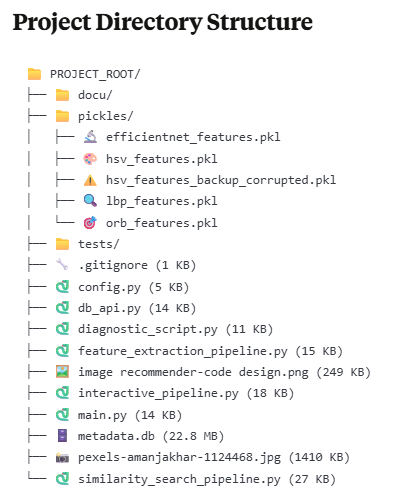 Project Directory Structure
PROJECT_ROOT/
docu/
pickles/
efficientnet_features.pkl
hsv_features.pkl
hsv_features_backup_corrupted.pkl
lbp_features.pkl
orb_features.pkl
tests/
.gitignore (1 KB)
config.py (5 KB)
db_api.py (14 KB)
diagnostic_script.py (11 KB)
feature_extraction_pipeline.py (15 KB)
image recommender-code design.png (249 KB)
interactive_pipeline.py (18 KB)
main.py (14 KB)
metadata.db (22.8 MB)
pexels-amanjakhar-1124468.jpg (1410 KB)
similarity_search_pipeline.py (27 KB)